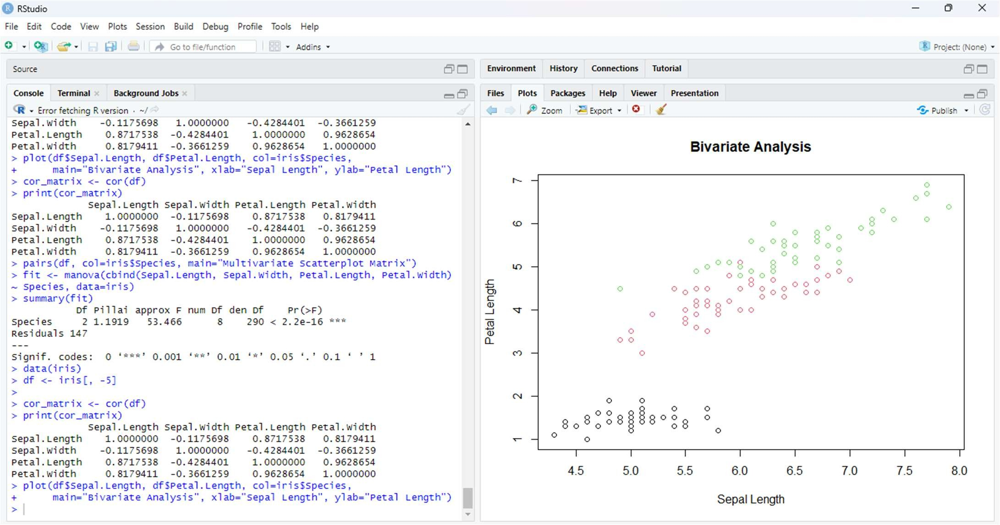 RStudio
File Edit Code View Plots Session Build Debug Profile Tools Help
Go to file/function Addins Project: (None)
Source
Console Terminal Background Jobs
Error fetching R version · ~/
Sepal.Width    -0.1175698   1.0000000   -0.4284401  -0.3661259
Petal.Length    0.8717538  -0.4284401    1.0000000   0.9628654
Petal.Width     0.8179411  -0.3661259    0.9628654   1.0000000
> plot(df$Sepal.Length, df$Petal.Length, col=iris$Species,
+      main="Bivariate Analysis", xlab="Sepal Length", ylab="Petal Length")
> cor_matrix <- cor(df)
> print(cor_matrix)
             Sepal.Length Sepal.Width Petal.Length Petal.Width
Sepal.Length    1.0000000  -0.1175698    0.8717538   0.8179411
Sepal.Width    -0.1175698   1.0000000   -0.4284401  -0.3661259
Petal.Length    0.8717538  -0.4284401    1.0000000   0.9628654
Petal.Width     0.8179411  -0.3661259    0.9628654   1.0000000
> pairs(df, col=iris$Species, main="Multivariate Scatterplot Matrix")
> fit <- manova(cbind(Sepal.Length, Sepal.Width, Petal.Length, Petal.Width)
~ Species, data=iris)
> summary(fit)
           Df Pillai approx F num Df den Df    Pr(>F)
Species     2 1.1919   53.466      8    290 < 2.2e-16 ***
Residuals 147
---
Signif. codes:  0 ‘***’ 0.001 ‘**’ 0.01 ‘*’ 0.05 ‘.’ 0.1 ‘ ’ 1
> data(iris)
> df <- iris[, -5]
>
> cor_matrix <- cor(df)
> print(cor_matrix)
             Sepal.Length Sepal.Width Petal.Length Petal.Width
Sepal.Length    1.0000000  -0.1175698    0.8717538   0.8179411
Sepal.Width    -0.1175698   1.0000000   -0.4284401  -0.3661259
Petal.Length    0.8717538  -0.4284401    1.0000000   0.9628654
Petal.Width     0.8179411  -0.3661259    0.9628654   1.0000000
> plot(df$Sepal.Length, df$Petal.Length, col=iris$Species,
+      main="Bivariate Analysis", xlab="Sepal Length", ylab="Petal Length")
>
Environment History Connections Tutorial
Files Plots Packages Help Viewer Presentation
Zoom Export Publish
Bivariate Analysis
Petal Length
7
6
5
4
3
2
1
4.5 5.0 5.5 6.0 6.5 7.0 7.5 8.0
Sepal Length